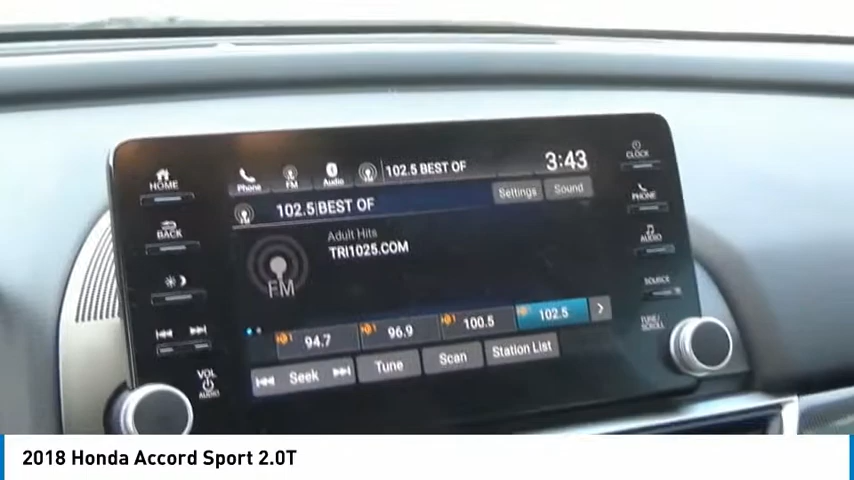 HOME
BACK
VOL
AUDIO
Phone
FM
Audio
102.5 BEST OF
3:43
102.5|BEST OF
Settings
Sound
Adult Hits
TRI1025.COM
FM
94.7
96.9
100.5
102.5
Seek
Tune
Scan
Station List
CLOCK
PHONE
AUDIO
SOURCE
TUNE/
SCROLL
2018 Honda Accord Sport 2.0T